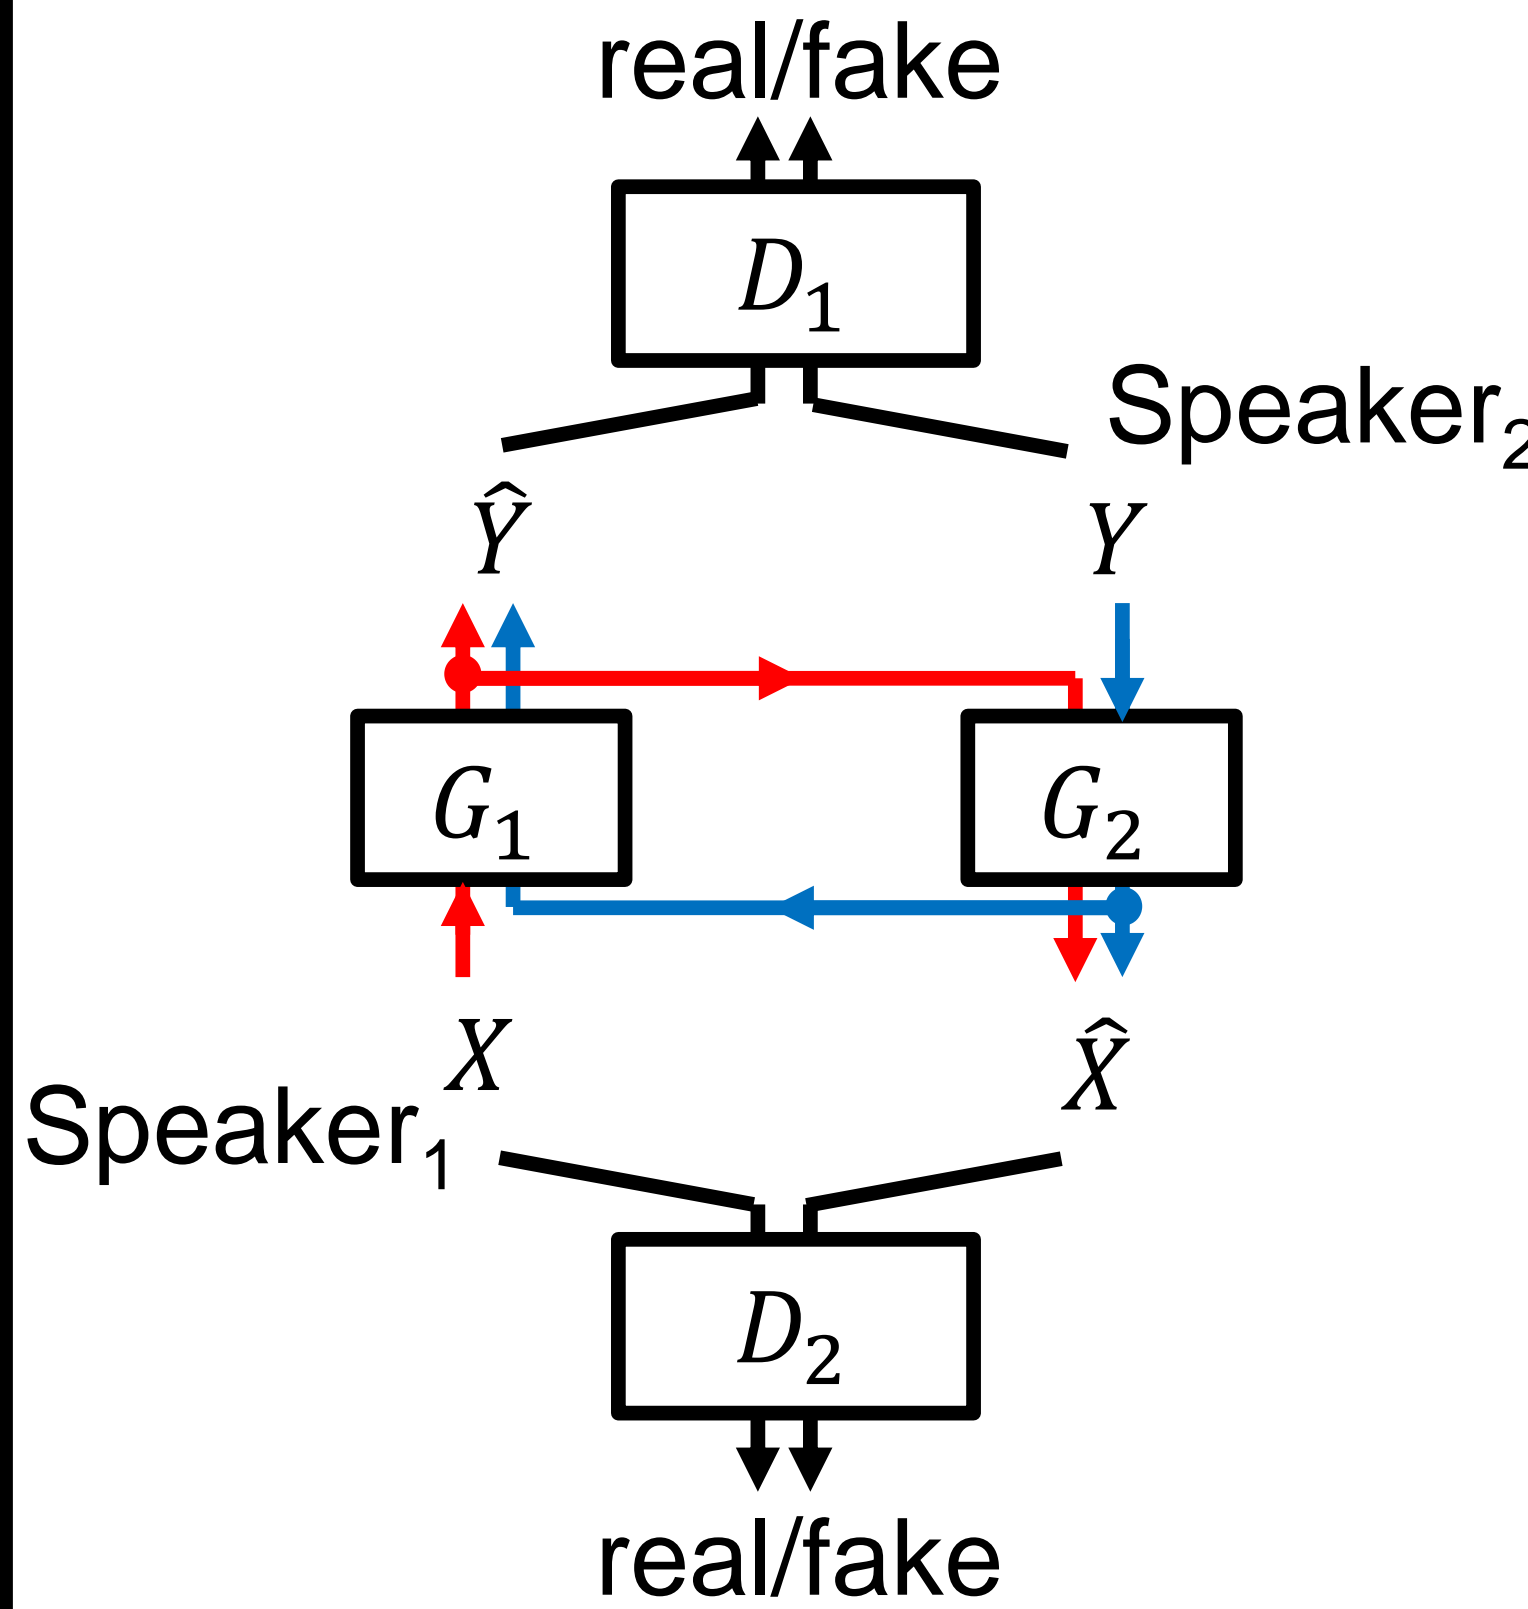 real/fake
D₁
Speaker₂
Ŷ Y
G₁ G₂
X X̂
Speaker₁
D₂
real/fake